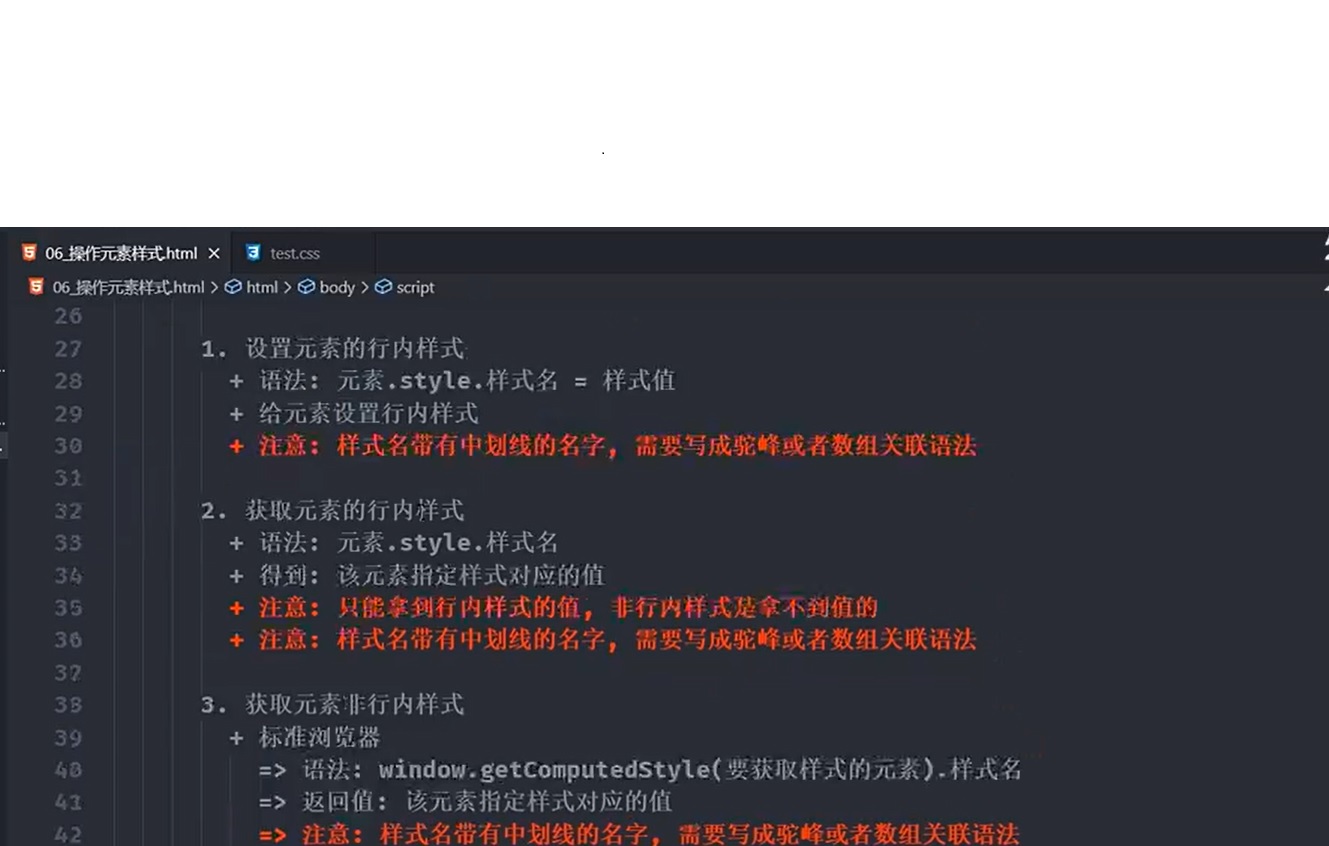 06_操作元素样式.html ×
test.css
06_操作元素样式.html > html > body > script
26
27 1. 设置元素的行内样式
28 + 语法: 元素.style.样式名 = 样式值
29 + 给元素设置行内样式
30 + 注意: 样式名带有中划线的名字, 需要写成驼峰或者数组关联语法
31
32 2. 获取元素的行内样式
33 + 语法: 元素.style.样式名
34 + 得到: 该元素指定样式对应的值
35 + 注意: 只能拿到行内样式的值, 非行内样式是拿不到值的
36 + 注意: 样式名带有中划线的名字, 需要写成驼峰或者数组关联语法
37
38 3. 获取元素非行内样式
39 + 标准浏览器
40 => 语法: window.getComputedStyle(要获取样式的元素).样式名
41 => 返回值: 该元素指定样式对应的值
42 => 注意: 样式名带有中划线的名字, 需要写成驼峰或者数组关联语法